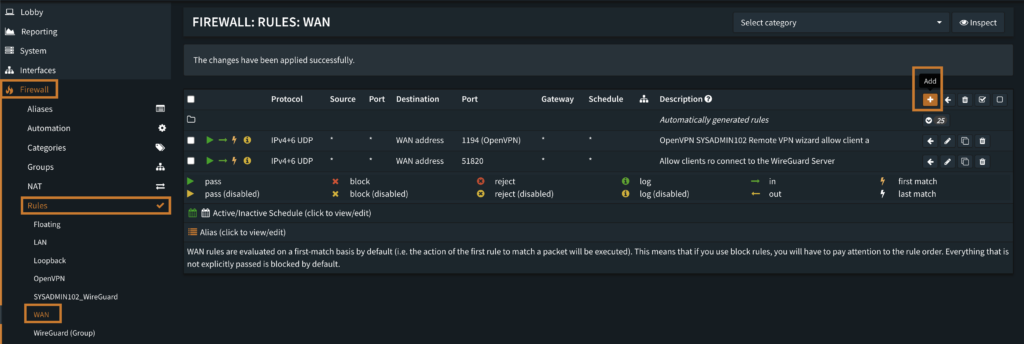 Lobby
Reporting
System
Interfaces
Firewall
Aliases
Automation
Categories
Groups
NAT
Rules
Floating
LAN
Loopback
OpenVPN
SYSADMIN102_WireGuard
WAN
WireGuard (Group)
FIREWALL: RULES: WAN
Select category
Inspect
The changes have been applied successfully.
Add
Protocol Source Port Destination Port Gateway Schedule Description
Automatically generated rules 25
IPv4+6 UDP * * WAN address 1194 (OpenVPN) * * OpenVPN SYSADMIN102 Remote VPN wizard allow client a
IPv4+6 UDP * * WAN address 51820 * * Allow clients ro connect to the WireGuard Server
pass block reject log in first match
pass (disabled) block (disabled) reject (disabled) log (disabled) out last match
Active/Inactive Schedule (click to view/edit)
Alias (click to view/edit)
WAN rules are evaluated on a first-match basis by default (i.e. the action of the first rule to match a packet will be executed). This means that if you use block rules, you will have to pay attention to the rule order. Everything that is
not explicitly passed is blocked by default.